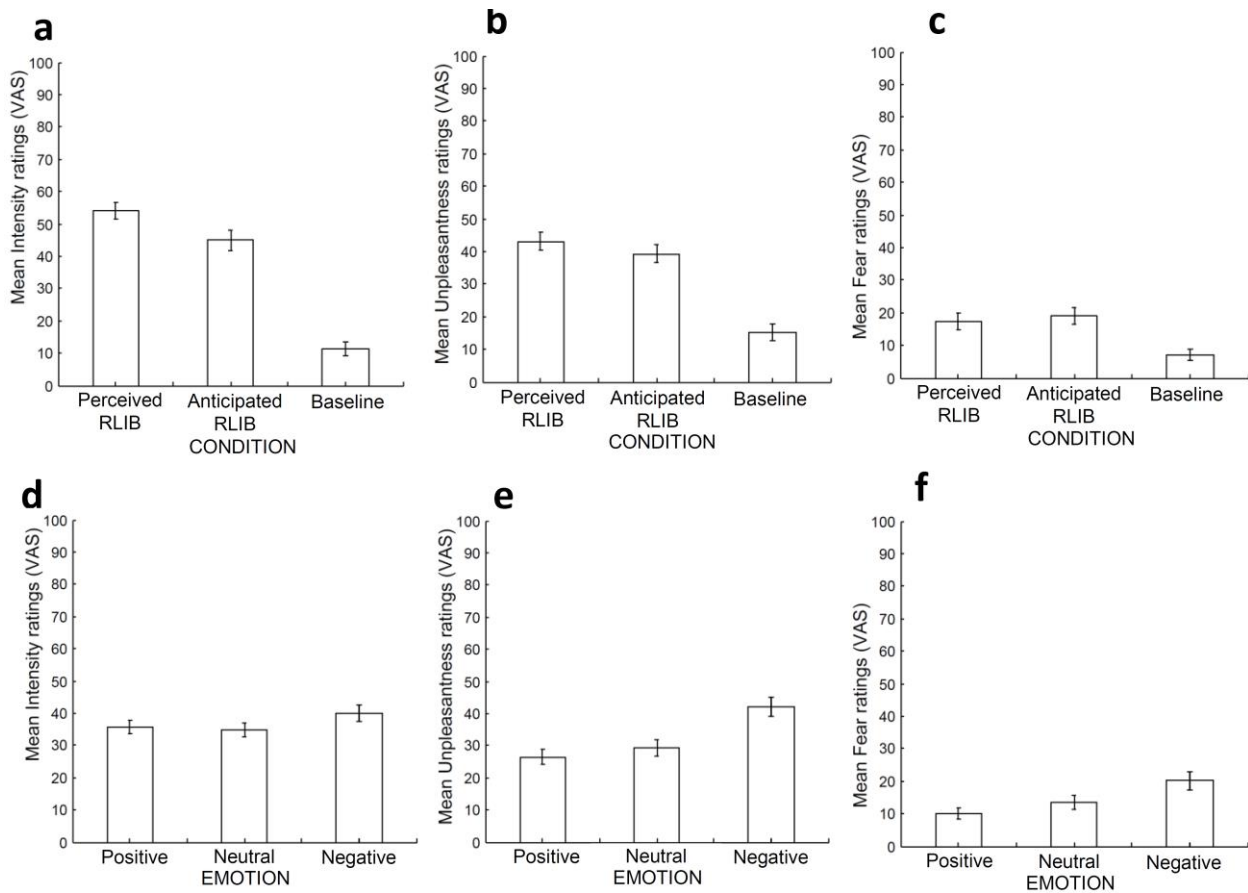 a
Mean Intensity ratings (VAS)
100
90
80
70
60
50
40
30
20
10
0
Perceived RLIB
Anticipated RLIB
Baseline
CONDITION
b
Mean Unpleasantness ratings (VAS)
100
90
80
70
60
50
40
30
20
10
0
Perceived RLIB
Anticipated RLIB
Baseline
CONDITION
c
Mean Fear ratings (VAS)
100
90
80
70
60
50
40
30
20
10
0
Perceived RLIB
Anticipated RLIB
Baseline
CONDITION
d
Mean Intensity ratings (VAS)
100
90
80
70
60
50
40
30
20
10
0
Positive
Neutral
Negative
EMOTION
e
Mean Unpleasantness ratings (VAS)
100
90
80
70
60
50
40
30
20
10
0
Positive
Neutral
Negative
EMOTION
f
Mean Fear ratings (VAS)
100
90
80
70
60
50
40
30
20
10
0
Positive
Neutral
Negative
EMOTION